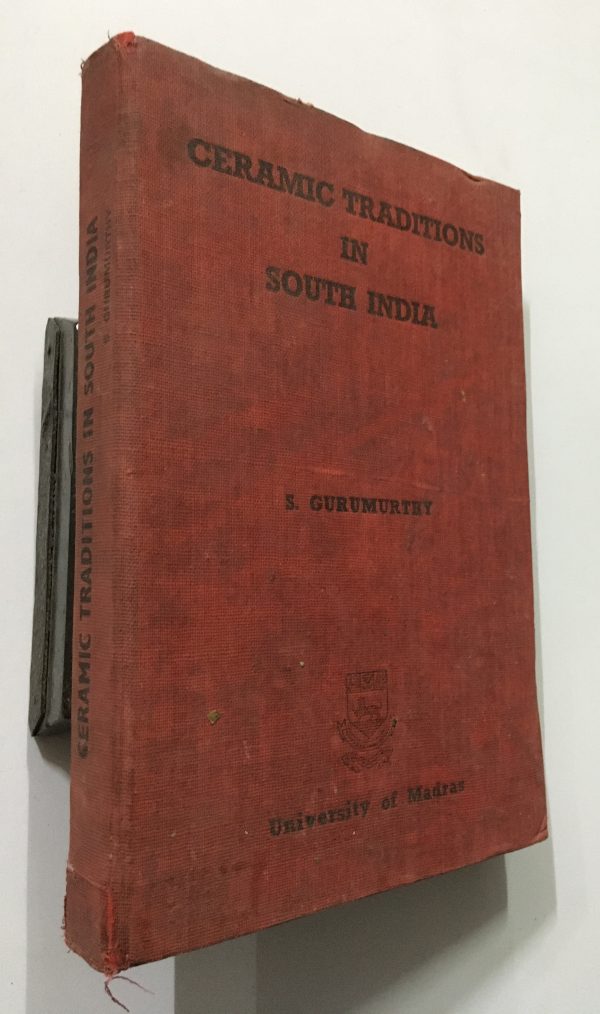 CERAMIC TRADITIONS
IN
SOUTH INDIA
S. GURUMURTHY
University of Madras
CERAMIC TRADITIONS IN SOUTH INDIA
S GURUMURTHY